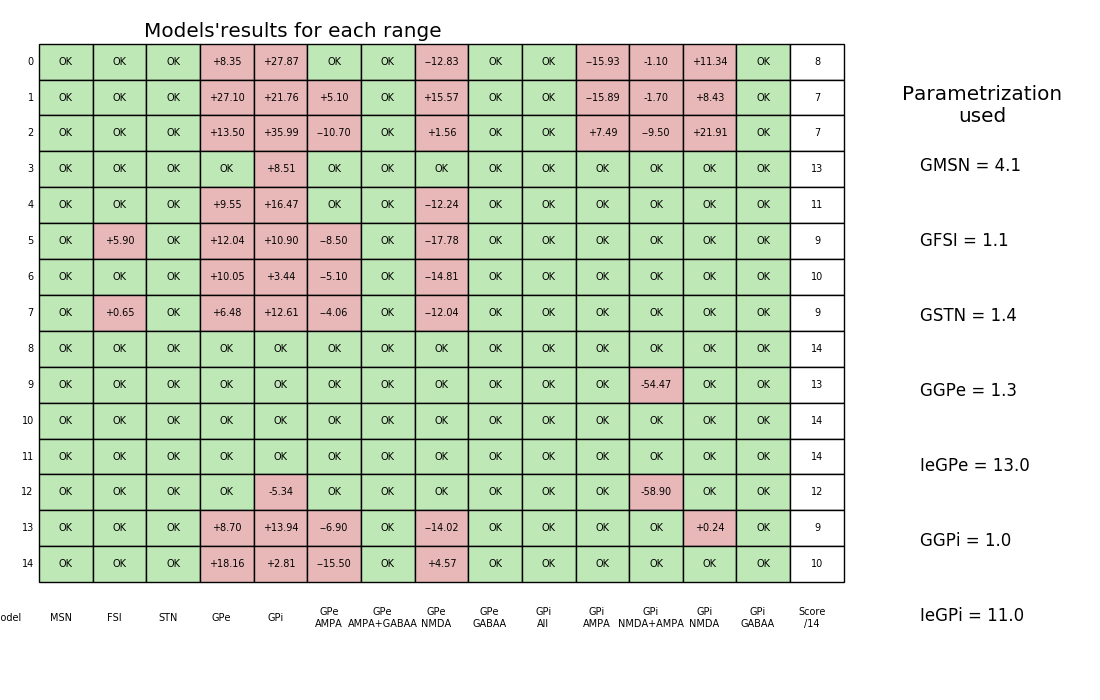 Models'results for each range
0 OK OK OK +8.35 +27.87 OK OK −12.83 OK OK −15.93 -1.10 +11.34 OK 8
1 OK OK OK +27.10 +21.76 +5.10 OK +15.57 OK OK −15.89 -1.70 +8.43 OK 7
2 OK OK OK +13.50 +35.99 −10.70 OK +1.56 OK OK +7.49 −9.50 +21.91 OK 7
3 OK OK OK OK +8.51 OK OK OK OK OK OK OK OK OK 13
4 OK OK OK +9.55 +16.47 OK OK −12.24 OK OK OK OK OK OK 11
5 OK +5.90 OK +12.04 +10.90 −8.50 OK −17.78 OK OK OK OK OK OK 9
6 OK OK OK +10.05 +3.44 −5.10 OK −14.81 OK OK OK OK OK OK 10
7 OK +0.65 OK +6.48 +12.61 −4.06 OK −12.04 OK OK OK OK OK OK 9
8 OK OK OK OK OK OK OK OK OK OK OK OK OK OK 14
9 OK OK OK OK OK OK OK OK OK OK OK -54.47 OK OK 13
10 OK OK OK OK OK OK OK OK OK OK OK OK OK OK 14
11 OK OK OK OK OK OK OK OK OK OK OK OK OK OK 14
12 OK OK OK OK -5.34 OK OK OK OK OK OK -58.90 OK OK 12
13 OK OK OK +8.70 +13.94 −6.90 OK −14.02 OK OK OK OK +0.24 OK 9
14 OK OK OK +18.16 +2.81 −15.50 OK +4.57 OK OK OK OK OK OK 10
odel MSN FSI STN GPe GPi
GPe
AMPA
GPe
AMPA+GABAA
GPe
NMDA
GPe
GABAA
GPi
All
GPi
AMPA
GPi
NMDA+AMPA
GPi
NMDA
GPi
GABAA
Score
/14
Parametrization
used
GMSN = 4.1
GFSI = 1.1
GSTN = 1.4
GGPe = 1.3
IeGPe = 13.0
GGPi = 1.0
IeGPi = 11.0